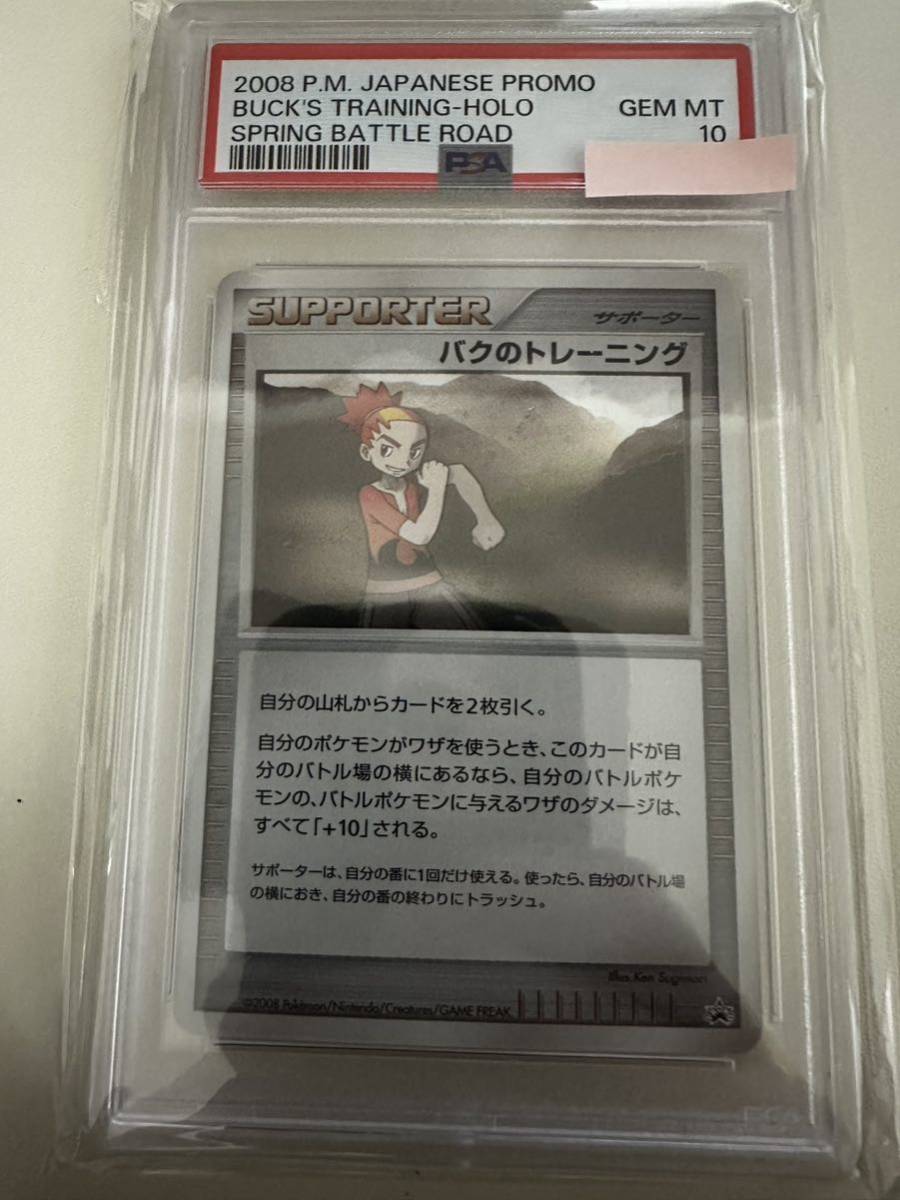 2008 P.M. JAPANESE PROMO
BUCK'S TRAINING-HOLO GEM MT
SPRING BATTLE ROAD 10
PSA
SUPPORTER サポーター
バクのトレーニング
自分の山札からカードを2枚引く。
自分のポケモンがワザを使うとき、このカードが自
分のバトル場の横にあるなら、自分のバトルポケ
モンの、バトルポケモンに与えるワザのダメージは、
すべて「+10」される。
サポーターは、自分の番に1回だけ使える。使ったら、自分のバトル場
の横におき、自分の番の終わりにトラッシュ。
Illus. Ken Sugimori
©2008 Pokémon/Nintendo/Creatures/GAME FREAK